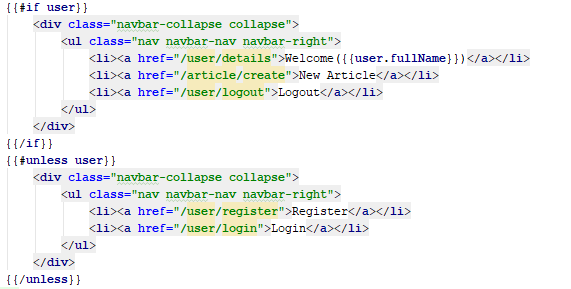 {{#if user}}
    <div class="navbar-collapse collapse">
        <ul class="nav navbar-nav navbar-right">
            <li><a href="/user/details">Welcome({{user.fullName}})</a></li>
            <li><a href="/article/create">New Article</a></li>
            <li><a href="/user/logout">Logout</a></li>
        </ul>
    </div>
{{/if}}
{{#unless user}}
    <div class="navbar-collapse collapse">
        <ul class="nav navbar-nav navbar-right">
            <li><a href="/user/register">Register</a></li>
            <li><a href="/user/login">Login</a></li>
        </ul>
    </div>
{{/unless}}